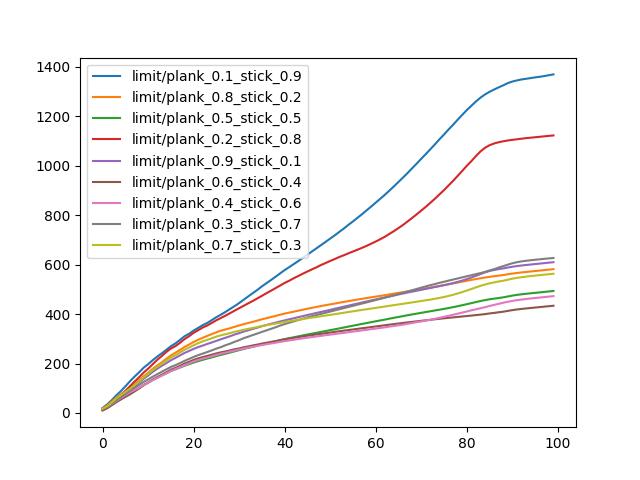 1400
1200
1000
800
600
400
200
0
limit/plank_0.1_stick_0.9
limit/plank_0.8_stick_0.2
limit/plank_0.5_stick_0.5
limit/plank_0.2_stick_0.8
limit/plank_0.9_stick_0.1
limit/plank_0.6_stick_0.4
limit/plank_0.4_stick_0.6
limit/plank_0.3_stick_0.7
limit/plank_0.7_stick_0.3
0 20 40 60 80 100